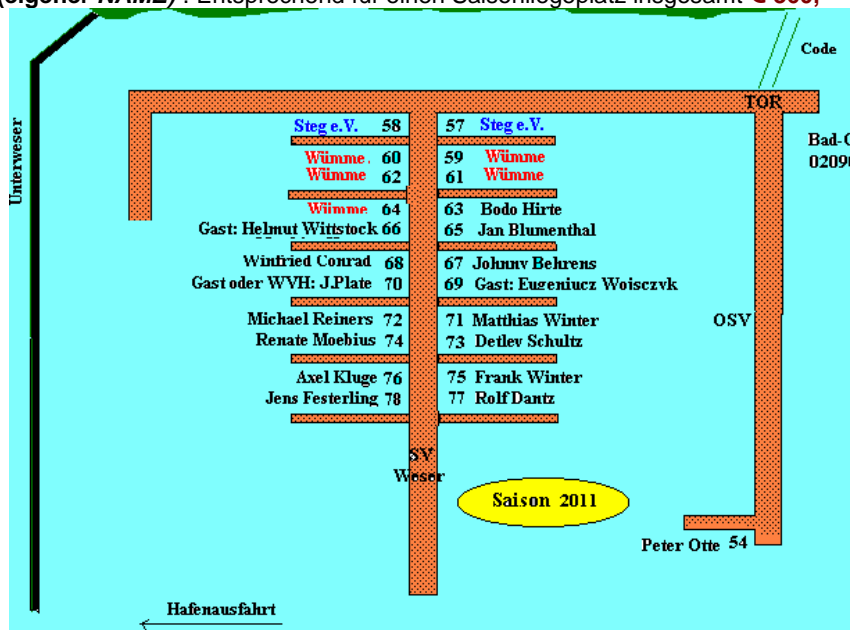 (eigener NAME) . Entsprechend für einen Saisonliegeplatz insgesamt
Code
TOR
Unterweser
Steg e.V. 58 57 Steg e.V.
Wümme. 60 59 Wümme
Wümme 62 61 Wümme
Wümme 64 63 Bodo Hirte
Gast: Helmut Wittstock 66 65 Jan Blumenthal
Winfried Conrad 68 67 Johnny Behrens
Gast oder WVH: J.Plate 70 69 Gast: Eugeniucz Woisczyk
Michael Reiners 72 71 Matthias Winter
OSV
Renate Moebius 74 73 Detlev Schultz
Axel Kluge 76 75 Frank Winter
Jens Festerling 78 77 Rolf Dantz
SV
Weser
Saison 2011
Peter Otte 54
Hafenausfahrt